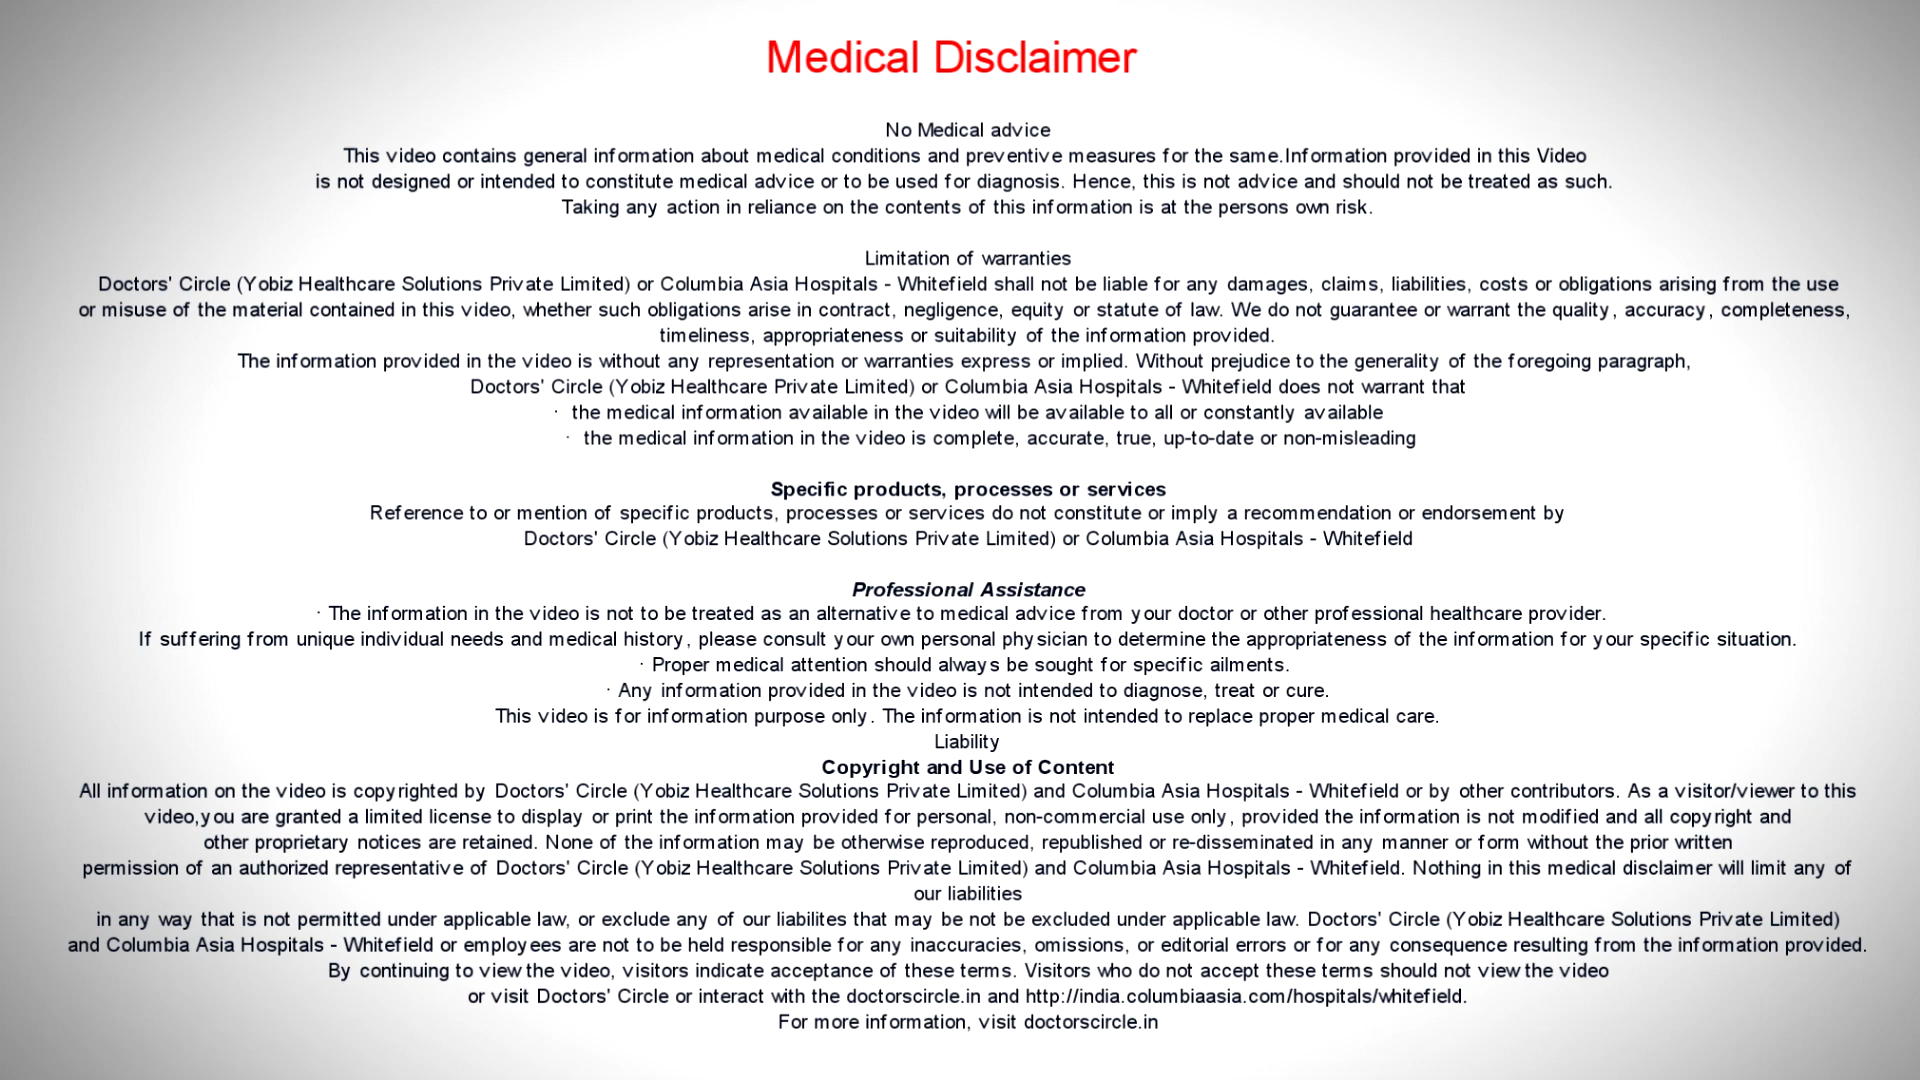 Medical Disclaimer
No Medical advice
This video contains general information about medical conditions and preventive measures for the same.Information provided in this Video
is not designed or intended to constitute medical advice or to be used for diagnosis. Hence, this is not advice and should not be treated as such.
Taking any action in reliance on the contents of this information is at the persons own risk.
Limitation of warranties
Doctors' Circle (Yobiz Healthcare Solutions Private Limited) or Columbia Asia Hospitals - Whitefield shall not be liable for any damages, claims, liabilities, costs or obligations arising from the use
or misuse of the material contained in this video, whether such obligations arise in contract, negligence, equity or statute of law. We do not guarantee or warrant the quality, accuracy, completeness,
timeliness, appropriateness or suitability of the information provided.
The information provided in the video is without any representation or warranties express or implied. Without prejudice to the generality of the foregoing paragraph,
Doctors' Circle (Yobiz Healthcare Private Limited) or Columbia Asia Hospitals - Whitefield does not warrant that
· the medical information available in the video will be available to all or constantly available
· the medical information in the video is complete, accurate, true, up-to-date or non-misleading
Specific products, processes or services
Reference to or mention of specific products, processes or services do not constitute or imply a recommendation or endorsement by
Doctors' Circle (Yobiz Healthcare Solutions Private Limited) or Columbia Asia Hospitals - Whitefield
Professional Assistance
· The information in the video is not to be treated as an alternative to medical advice from your doctor or other professional healthcare provider.
If suffering from unique individual needs and medical history, please consult your own personal physician to determine the appropriateness of the information for your specific situation.
· Proper medical attention should always be sought for specific ailments.
· Any information provided in the video is not intended to diagnose, treat or cure.
This video is for information purpose only. The information is not intended to replace proper medical care.
Liability
Copyright and Use of Content
All information on the video is copyrighted by Doctors' Circle (Yobiz Healthcare Solutions Private Limited) and Columbia Asia Hospitals - Whitefield or by other contributors. As a visitor/viewer to this
video,you are granted a limited license to display or print the information provided for personal, non-commercial use only, provided the information is not modified and all copyright and
other proprietary notices are retained. None of the information may be otherwise reproduced, republished or re-disseminated in any manner or form without the prior written
permission of an authorized representative of Doctors' Circle (Yobiz Healthcare Solutions Private Limited) and Columbia Asia Hospitals - Whitefield. Nothing in this medical disclaimer will limit any of
our liabilities
in any way that is not permitted under applicable law, or exclude any of our liabilites that may be not be excluded under applicable law. Doctors' Circle (Yobiz Healthcare Solutions Private Limited)
and Columbia Asia Hospitals - Whitefield or employees are not to be held responsible for any inaccuracies, omissions, or editorial errors or for any consequence resulting from the information provided.
By continuing to view the video, visitors indicate acceptance of these terms. Visitors who do not accept these terms should not view the video
or visit Doctors' Circle or interact with the doctorscircle.in and http://india.columbiaasia.com/hospitals/whitefield.
For more information, visit doctorscircle.in